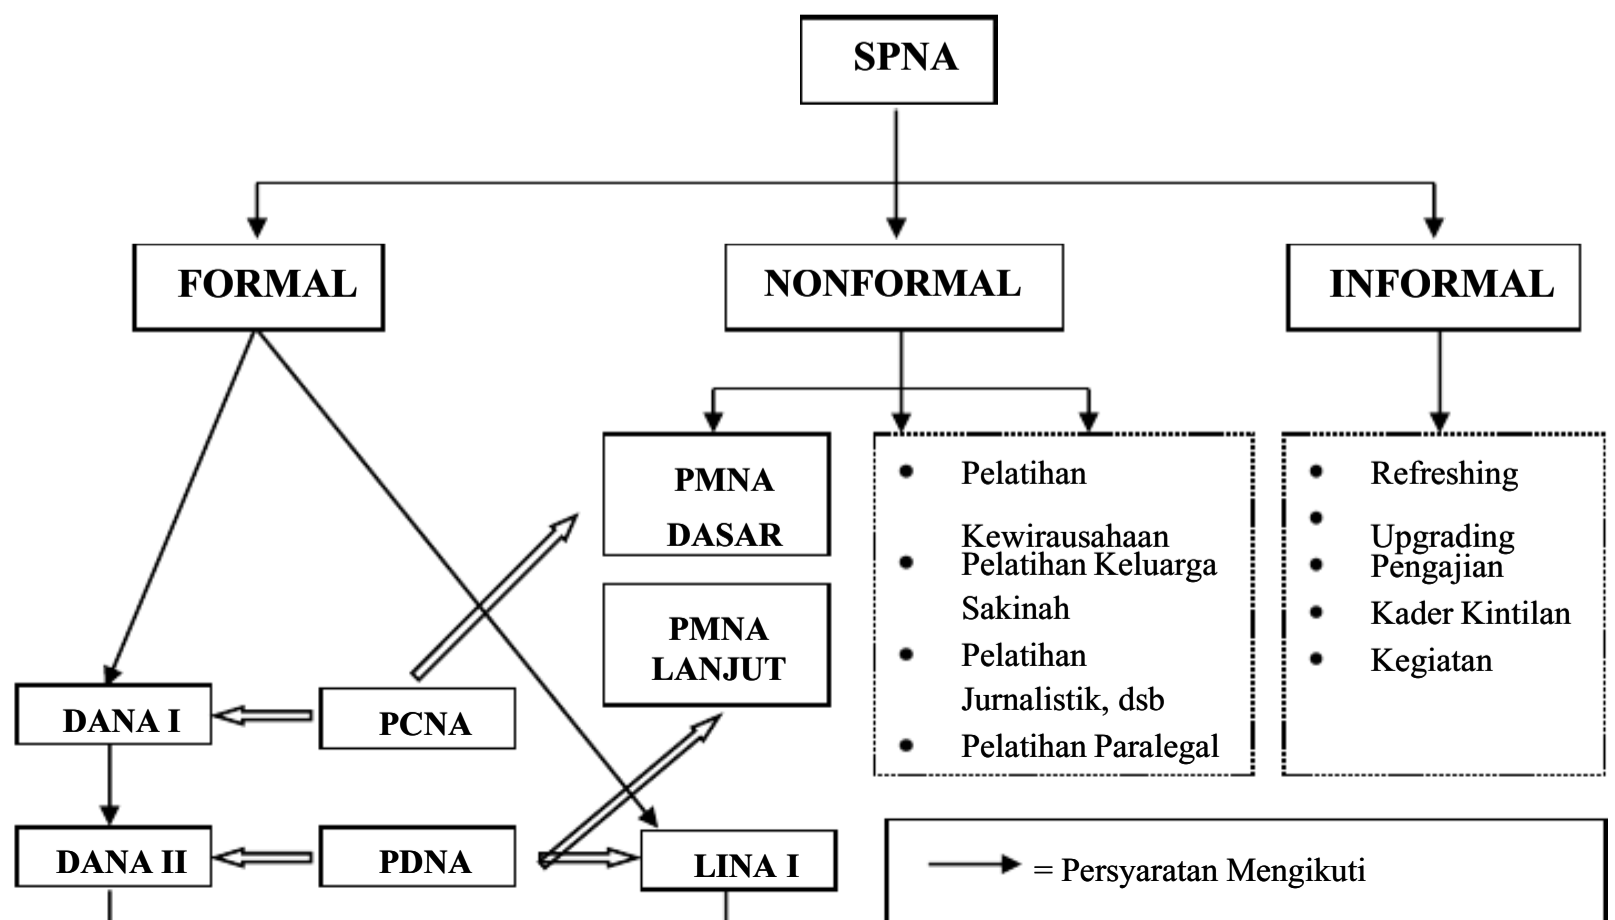 SPNA
FORMAL
NONFORMAL
INFORMAL
PMNA
DASAR
PMNA
LANJUT
• Pelatihan
Kewirausahaan
• Pelatihan Keluarga
Sakinah
• Pelatihan
Jurnalistik, dsb
• Pelatihan Paralegal
• Refreshing
• Upgrading
• Pengajian
• Kader Kintilan
• Kegiatan
DANA I
PCNA
DANA II
PDNA
LINA I
= Persyaratan Mengikuti